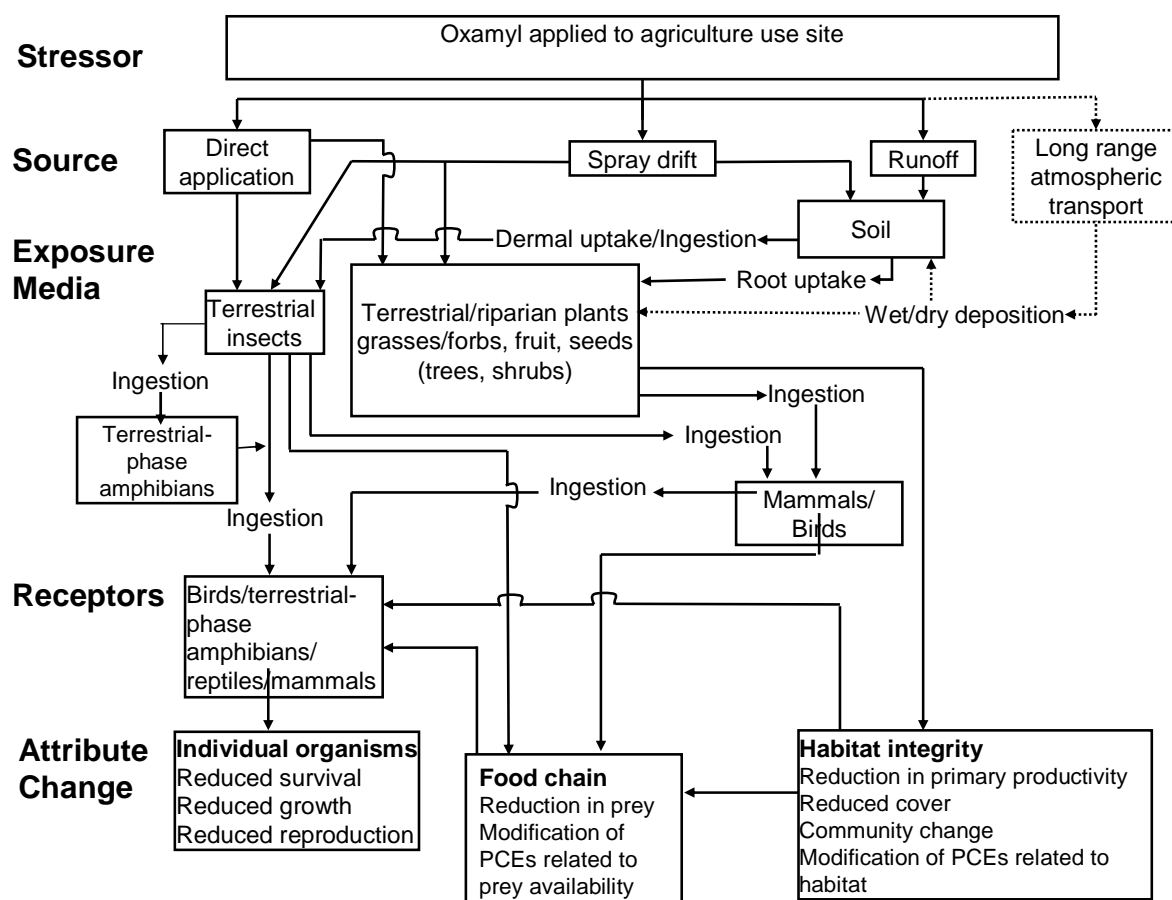 Stressor
Oxamyl applied to agriculture use site
Source
Direct
application
Spray drift
Runoff
Long range
atmospheric
transport
Exposure
Media
Dermal uptake/Ingestion
Soil
Root uptake
Wet/dry deposition
Terrestrial
insects
Terrestrial/riparian plants
grasses/forbs, fruit, seeds
(trees, shrubs)
Ingestion
Ingestion
Ingestion
Terrestrial-
phase
amphibians
Ingestion
Ingestion
Mammals/
Birds
Receptors
Birds/terrestrial-
phase
amphibians/
reptiles/mammals
Attribute
Change
Individual organisms
Reduced survival
Reduced growth
Reduced reproduction
Food chain
Reduction in prey
Modification of
PCEs related to
prey availability
Habitat integrity
Reduction in primary productivity
Reduced cover
Community change
Modification of PCEs related to
habitat